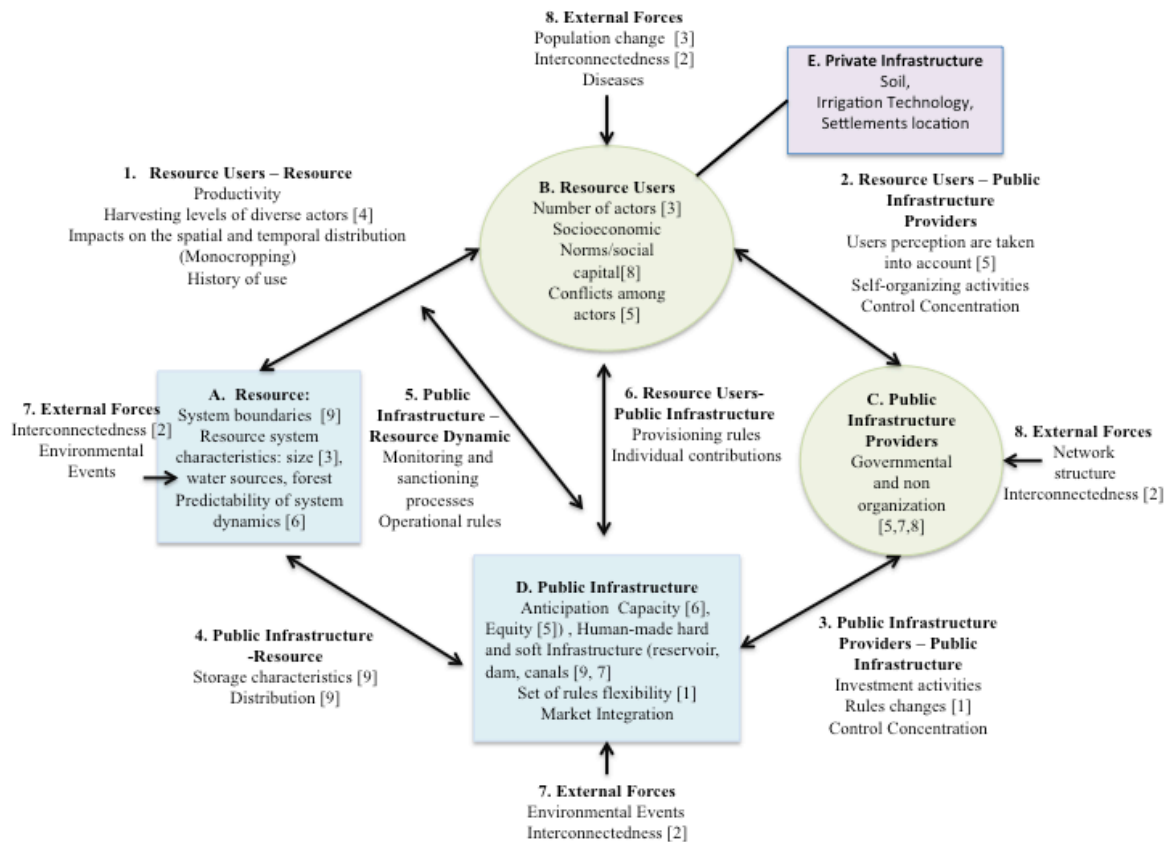 8. External Forces
Population change [3]
Interconnectedness [2]
Diseases
E. Private Infrastructure
Soil,
Irrigation Technology,
Settlements location
1. Resource Users – Resource
Productivity
Harvesting levels of diverse actors [4]
Impacts on the spatial and temporal distribution
(Monocropping)
History of use
B. Resource Users
Number of actors [3]
Socioeconomic
Norms/social
capital[8]
Conflicts among
actors [5]
2. Resource Users – Public
Infrastructure
Providers
Users perception are taken
into account [5]
Self-organizing activities
Control Concentration
7. External Forces
Interconnectedness [2]
Environmental
Events
A. Resource:
System boundaries [9]
Resource system
characteristics: size [3],
water sources, forest
Predictability of system
dynamics [6]
5. Public
Infrastructure –
Resource Dynamic
Monitoring and
sanctioning
processes
Operational rules
6. Resource Users-
Public Infrastructure
Provisioning rules
Individual contributions
C. Public
Infrastructure
Providers
Governmental
and non
organization
[5,7,8]
8. External Forces
Network
structure
Interconnectedness [2]
4. Public Infrastructure
-Resource
Storage characteristics [9]
Distribution [9]
D. Public Infrastructure
Anticipation Capacity [6],
Equity [5]) , Human-made hard
and soft Infrastructure (reservoir,
dam, canals [9, 7]
Set of rules flexibility [1]
Market Integration
3. Public Infrastructure
Providers – Public
Infrastructure
Investment activities
Rules changes [1]
Control Concentration
7. External Forces
Environmental Events
Interconnectedness [2]